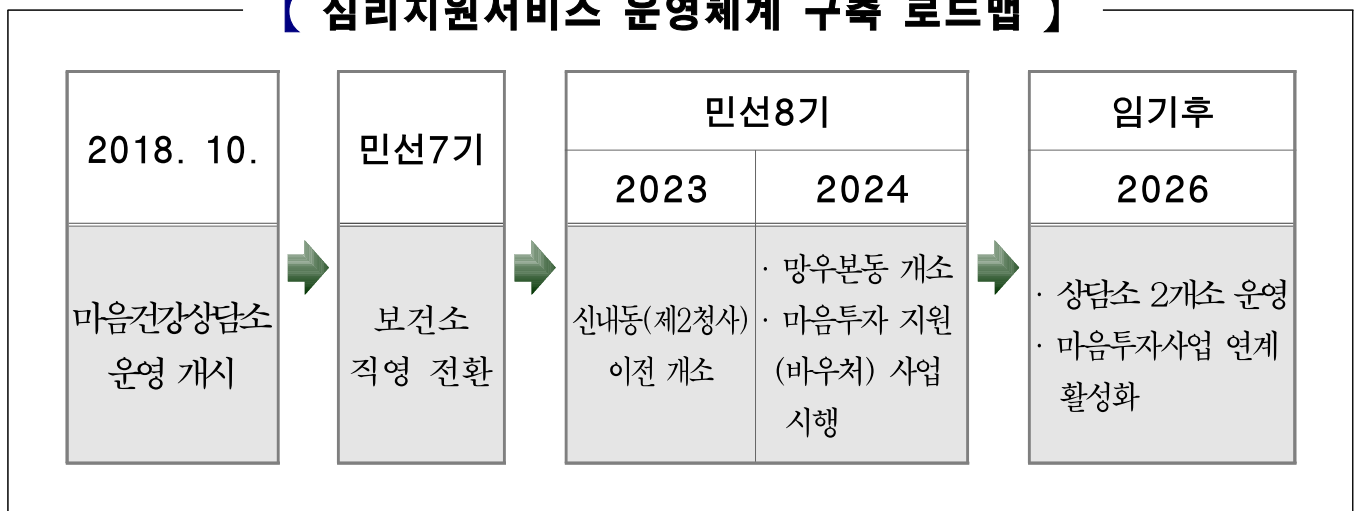 【 심리지원서비스 운영체계 구축 로드맵 】
2018. 10.
마음건강상담소
운영 개시
민선7기
보건소
직영 전환
민선8기
2023
신내동(제2청사)
이전 개소
2024
· 망우본동 개소
· 마음투자 지원
(바우처) 사업
시행
임기후
2026
· 상담소 2개소 운영
· 마음투자사업 연계
활성화